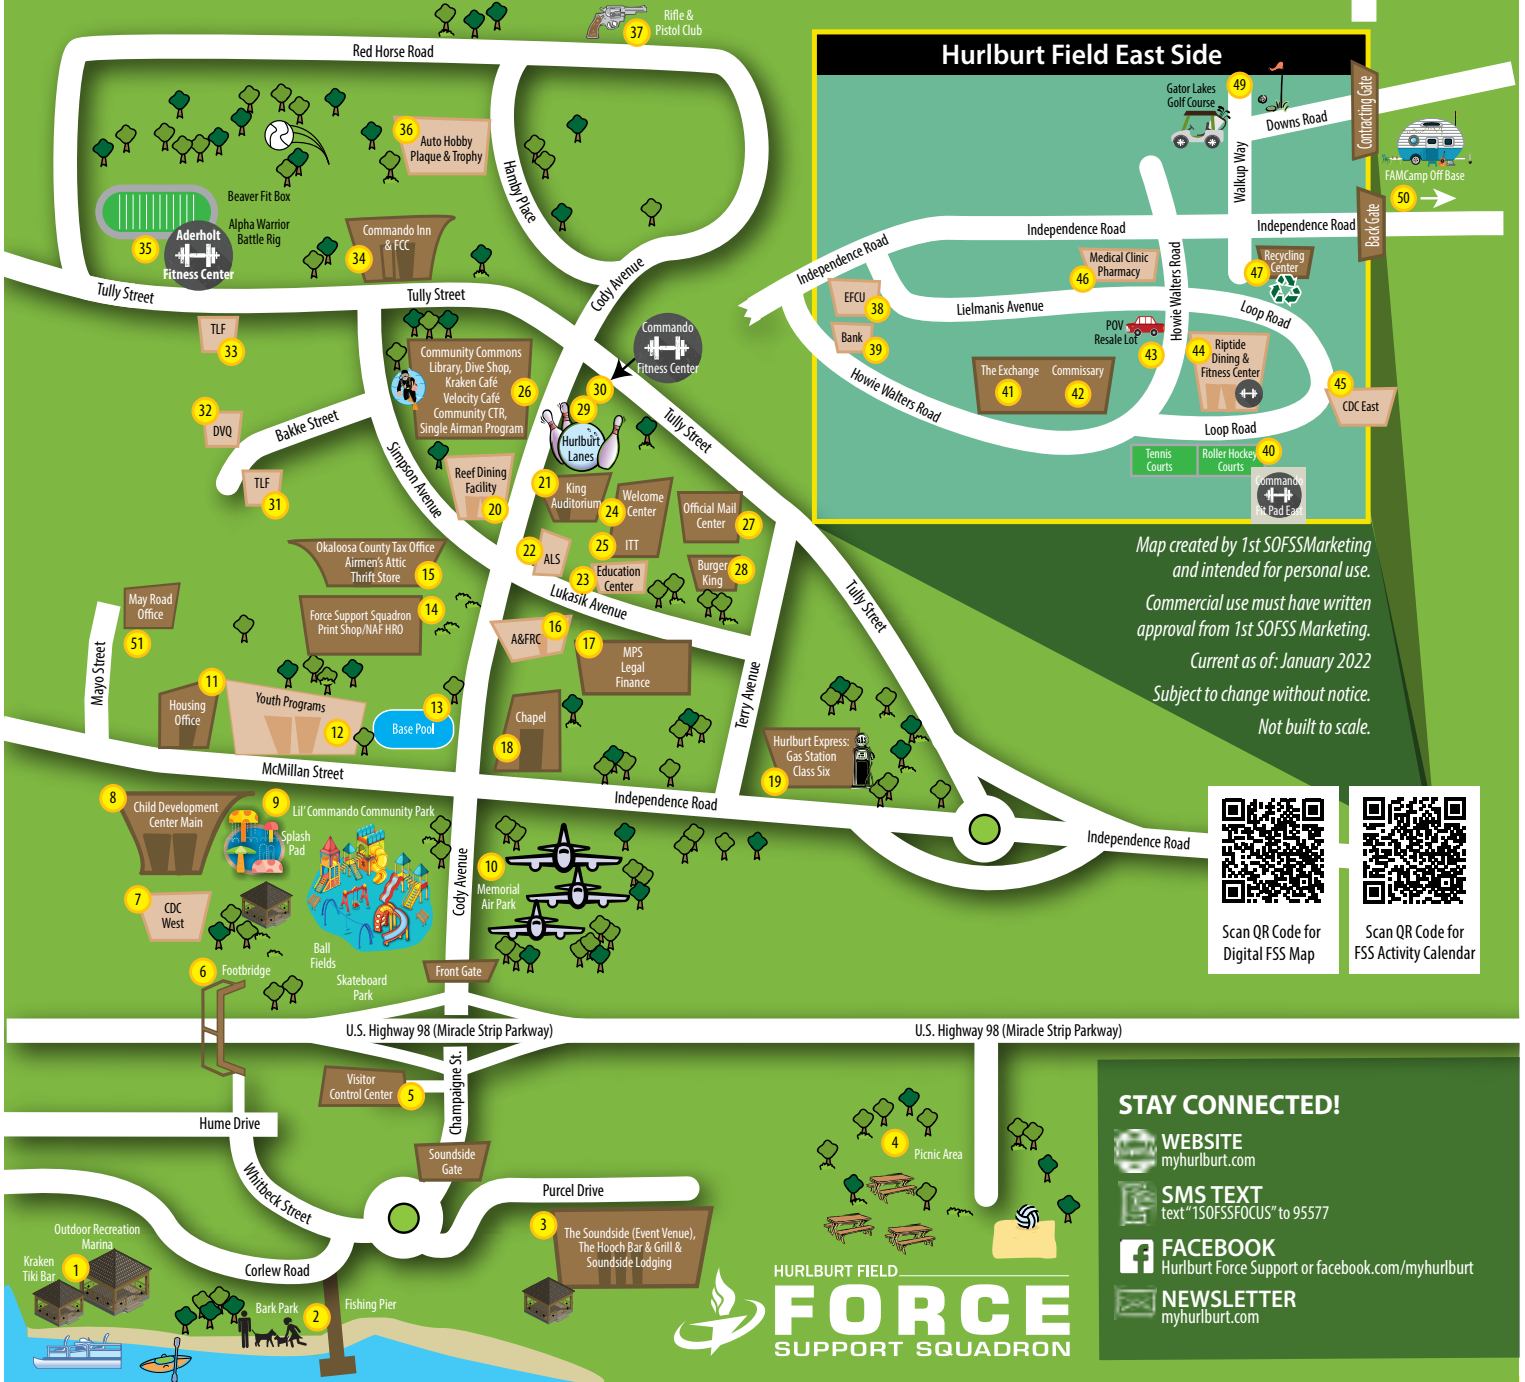 Red Horse Road
37
Rifle &
Pistol Club
36
Auto Hobby
Plaque & Trophy
Hamby Place
Beaver Fit Box
Alpha Warrior
Battle Rig
35
Aderholt
Fitness Center
34
Commando Inn
& FCC
Tully Street
Tully Street
Cody Avenue
TLF
33
32
DVQ
Bakke Street
TLF
31
Community Commons
Library, Dive Shop,
Kraken Café
Velocity Café
Community CTR,
Single Airman Program
26
Commando
Fitness Center
30
29
Hurlburt
Lanes
Tully Street
Simpson Avenue
Reef Dining
Facility
20
21
King
Auditorium
24
Welcome
Center
25
ITT
Official Mail
Center
27
22
ALS
23
Education
Center
Burger
King
28
Lukasik Avenue
Tully Street
Okaloosa County Tax Office
Airmen's Attic
Thrift Store
15
Force Support Squadron
Print Shop/NAF HRO
14
May Road
Office
51
Mayo Street
A&FRC
16
17
MPS
Legal
Finance
Terry Avenue
11
Housing
Office
Youth Programs
12
13
Base Pool
Chapel
18
Hurlburt Express:
Gas Station
Class Six
19
McMillan Street
Independence Road
Independence Road
8
Child Development
Center Main
9
Lil' Commando Community Park
Splash
Pad
7
CDC
West
Cody Avenue
10
Memorial
Air Park
Ball
Fields
Skateboard
Park
6
Footbridge
Front Gate
U.S. Highway 98 (Miracle Strip Parkway)
U.S. Highway 98 (Miracle Strip Parkway)
Visitor
Control Center
5
Champaigne St.
Hume Drive
Whitbeck Street
Soundside
Gate
Purcel Drive
4
Picnic Area
3
The Soundside (Event Venue),
The Hooch Bar & Grill &
Soundside Lodging
Outdoor Recreation
Marina
Kraken
Tiki Bar
1
Corlew Road
Bark Park
2
Fishing Pier
HURLBURT FIELD
FORCE
SUPPORT SQUADRON
Hurlburt Field East Side
Gator Lakes
Golf Course
49
Downs Road
Contracting Gate
Walkup Way
FAMCamp Off Base
50
Back Gate
Independence Road
Independence Road
Independence Road
Medical Clinic
Pharmacy
46
Howie Walters Road
47
Recycling
Center
EFCU
38
Bank
39
Lielmanis Avenue
Loop Road
POV
Resale Lot
43
44
Riptide
Dining &
Fitness Center
The Exchange
41
Commissary
42
45
CDC East
Howie Walters Road
Loop Road
Tennis
Courts
Roller Hockey
Courts
40
Commando
Fit Pad East
Map created by 1st SOFSSMarketing
and intended for personal use.
Commercial use must have written
approval from 1st SOFSS Marketing.
Current as of: January 2022
Subject to change without notice.
Not built to scale.
Scan QR Code for
Digital FSS Map
Scan QR Code for
FSS Activity Calendar
STAY CONNECTED!
WEBSITE
myhurlburt.com
SMS TEXT
text "1SOFSSFOCUS" to 95577
FACEBOOK
Hurlburt Force Support or facebook.com/myhurlburt
NEWSLETTER
myhurlburt.com